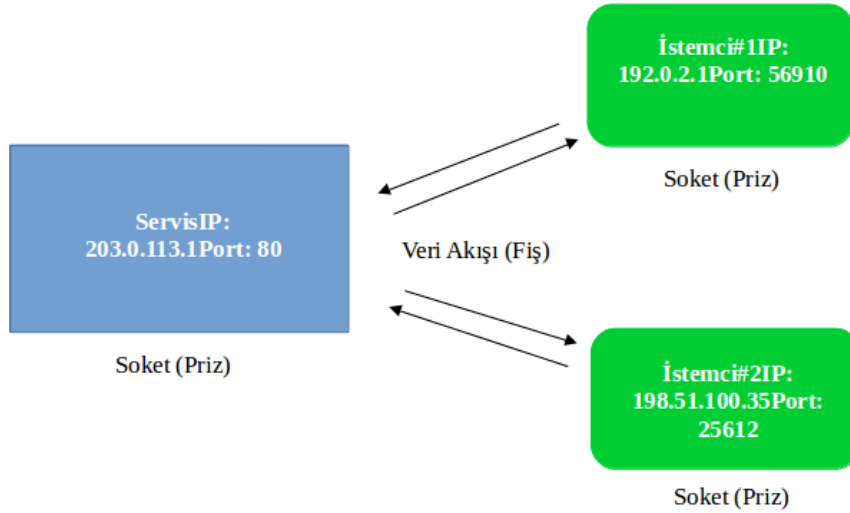 İstemci#1IP:
192.0.2.1Port: 56910
Soket (Priz)
ServisIP:
203.0.113.1Port: 80
Veri Akışı (Fiş)
Soket (Priz)
İstemci#2IP:
198.51.100.35Port:
25612
Soket (Priz)